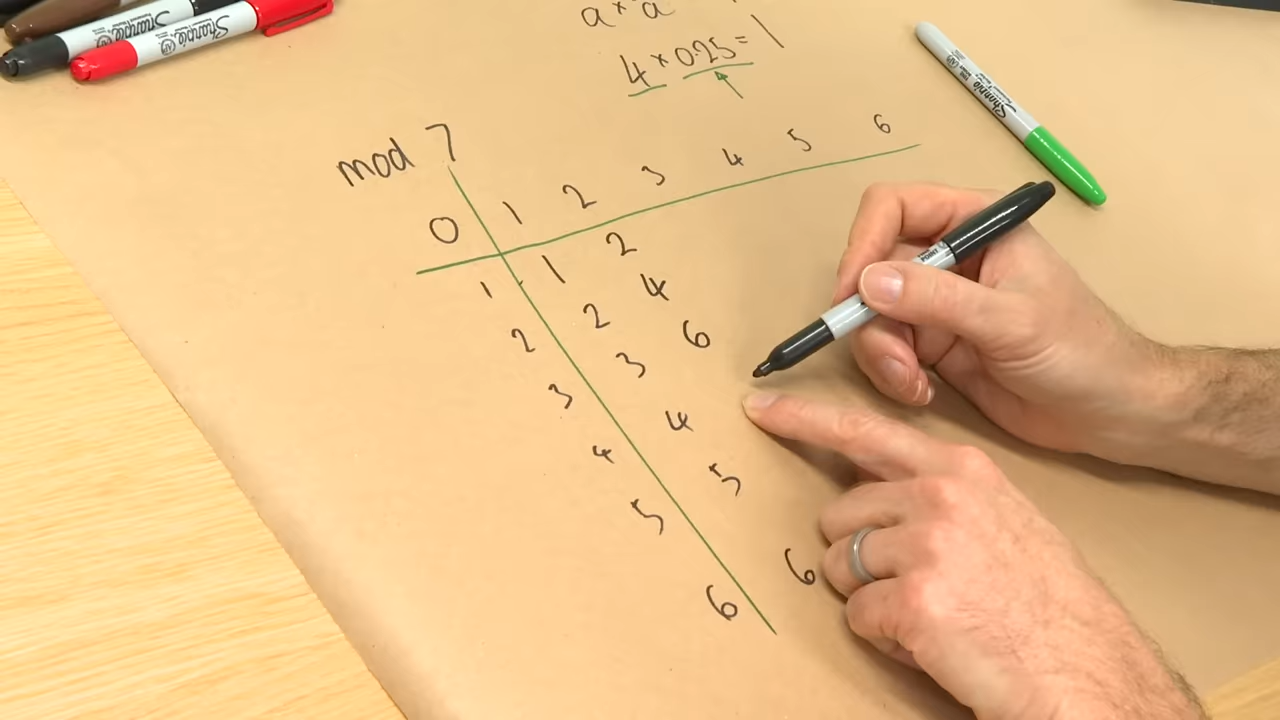 Sharpie
Sharpie
a × a
4 × 0.25 = 1
Sharpie
mod 7
0 1 2 3 4 5 6
1 1 2
2 2 4
3 3 6
4 4
5 5
6 6